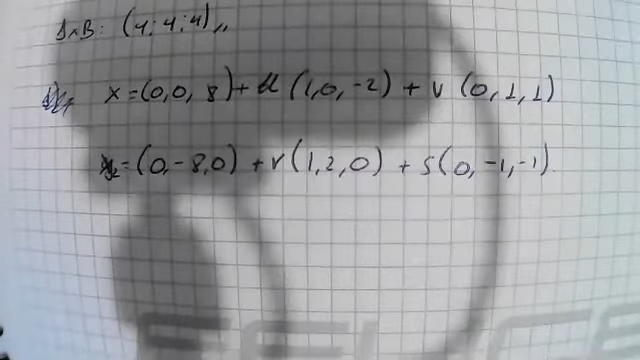 (4; 4; 4)
x = (0, 0, 8) + u (1, 0, -2) + v (0, 1, 1)
= (0, -8, 0) + r (1, 2, 0) + s (0, -1, -1)